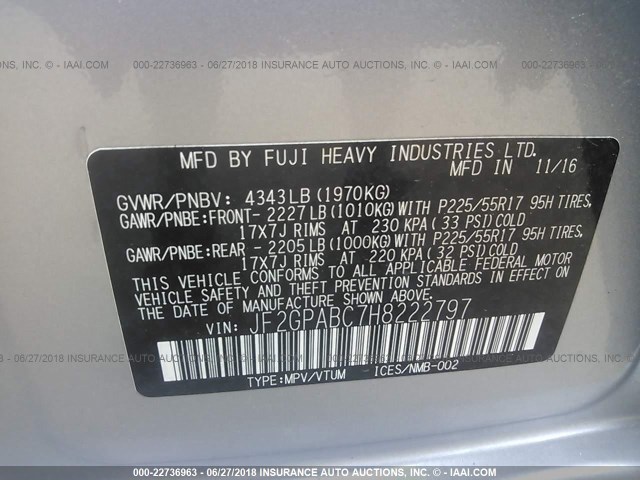 000-22736963 - 06/27/2018 - INSURANCE AUTO AUCTIONS, INC. - © IAAI.COM
MFD BY FUJI HEAVY INDUSTRIES LTD.
MFD IN 11/16
GVWR/PNBV: 4343LB(1970KG)
GAWR/PNBE:FRONT-2227LB(1010KG)WITH P225/55R17 95H TIRES,
17X7J RIMS AT 230 KPA(33 PSI)COLD
GAWR/PNBE:REAR -2205LB(1000KG)WITH P225/55R17 95H TIRES,
17X7J RIMS AT 220 KPA(32 PSI)COLD
THIS VEHICLE CONFORMS TO ALL APPLICABLE FEDERAL MOTOR
VEHICLE SAFETY AND THEFT PREVENTION STANDARDS IN EFFECT ON
THE DATE OF MANUFACTURE SHOWN ABOVE.
VIN: JF2GPABC7H8222797
TYPE:MPV/VTUM ICES/NMB-002
000-22736963 - 06/27/2018 - INSURANCE AUTO AUCTIONS, INC. - © IAAI.COM